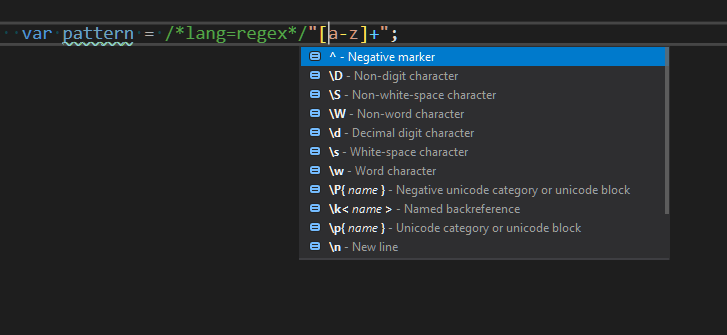 var pattern = /*lang=regex*/"[a-z]+";
^ - Negative marker
\D - Non-digit character
\S - Non-white-space character
\W - Non-word character
\d - Decimal digit character
\s - White-space character
\w - Word character
\P{ name } - Negative unicode category or unicode block
\k< name > - Named backreference
\p{ name } - Unicode category or unicode block
\n - New line